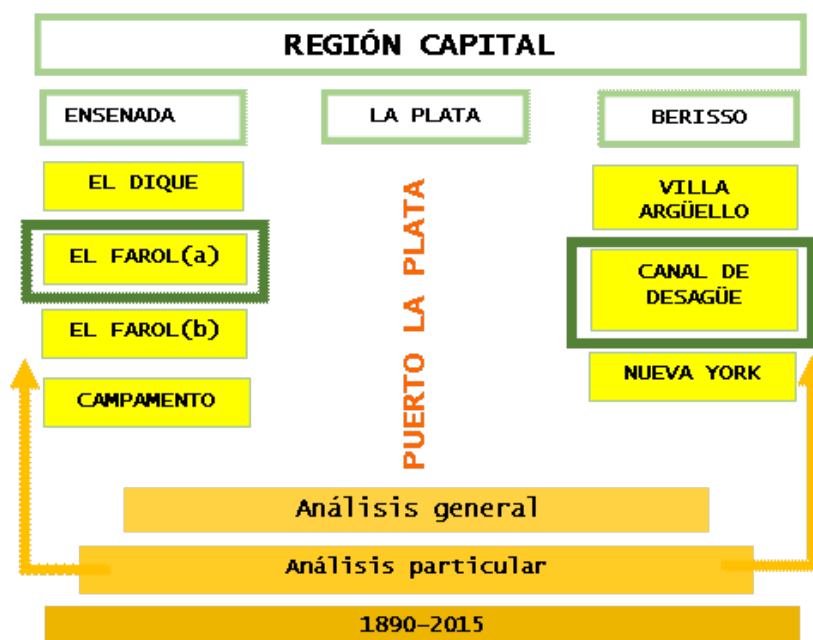 REGIÓN CAPITAL
ENSENADA
LA PLATA
BERISSO
EL DIQUE
EL FAROL(a)
EL FAROL(b)
CAMPAMENTO
PUERTO LA PLATA
VILLA
ARGÜELLO
CANAL DE
DESAGÜE
NUEVA YORK
Análisis general
Análisis particular
1890–2015